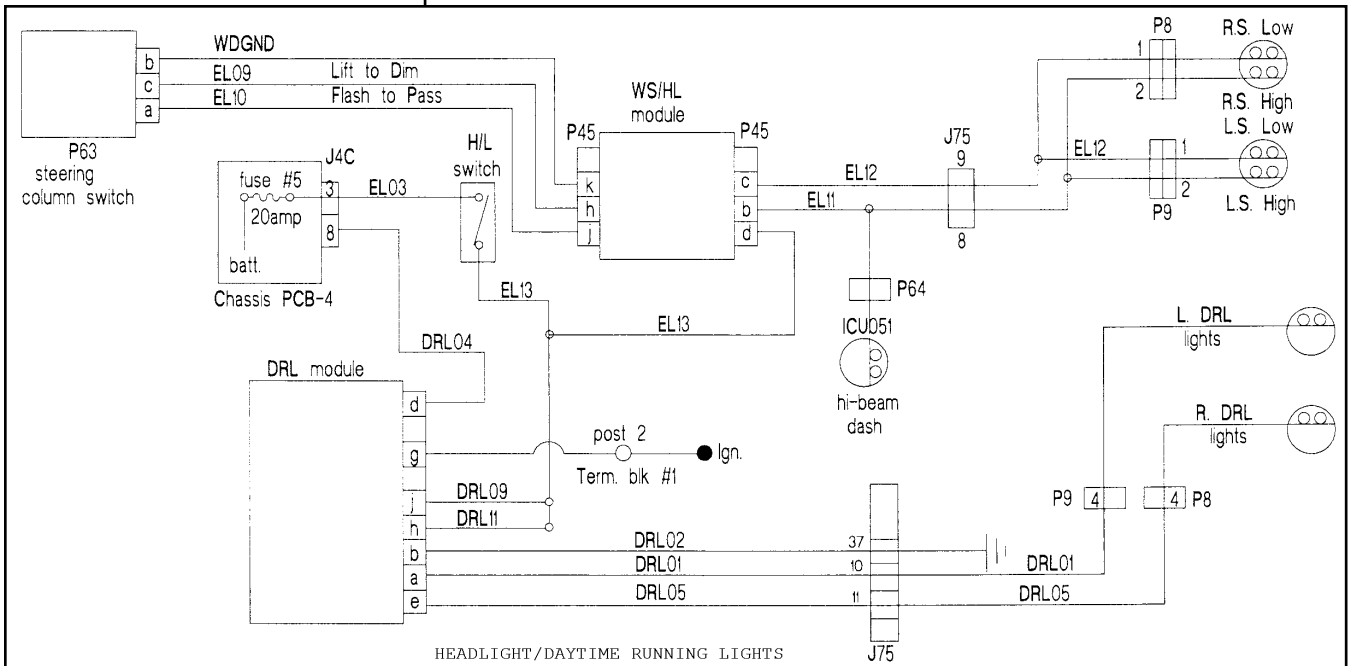 WDGND
b
EL09
Lift to Dim
c
EL10
Flash to Pass
a
P63
steering
column switch
J4C
fuse #5
3
EL03
20amp
8
batt.
Chassis PCB-4
H/L
switch
WS/HL
module
P45
P45
k
h
j
c
b
d
EL12
EL11
J75
9
8
P8
1
2
R.S. Low
R.S. High
L.S. Low
EL12
1
2
P9
L.S. High
EL13
EL13
P64
ICU051
hi-beam
dash
DRL04
DRL module
d
g
j
h
b
a
e
post 2
Ign.
Term. blk #1
DRL09
DRL11
DRL02
37
DRL01
10
DRL01
DRL05
11
DRL05
J75
L. DRL
lights
R. DRL
lights
P9
4
4
P8
HEADLIGHT/DAYTIME RUNNING LIGHTS